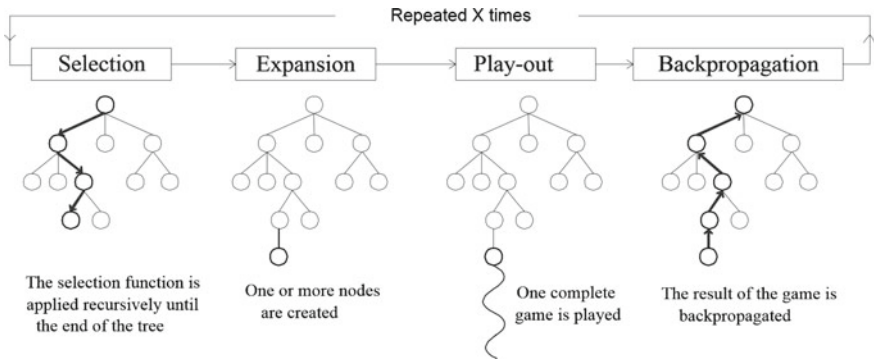 Repeated X times
Selection
Expansion
Play-out
Backpropagation
The selection function is
applied recursively until
the end of the tree
One or more nodes
are created
One complete
game is played
The result of the game is
backpropagated